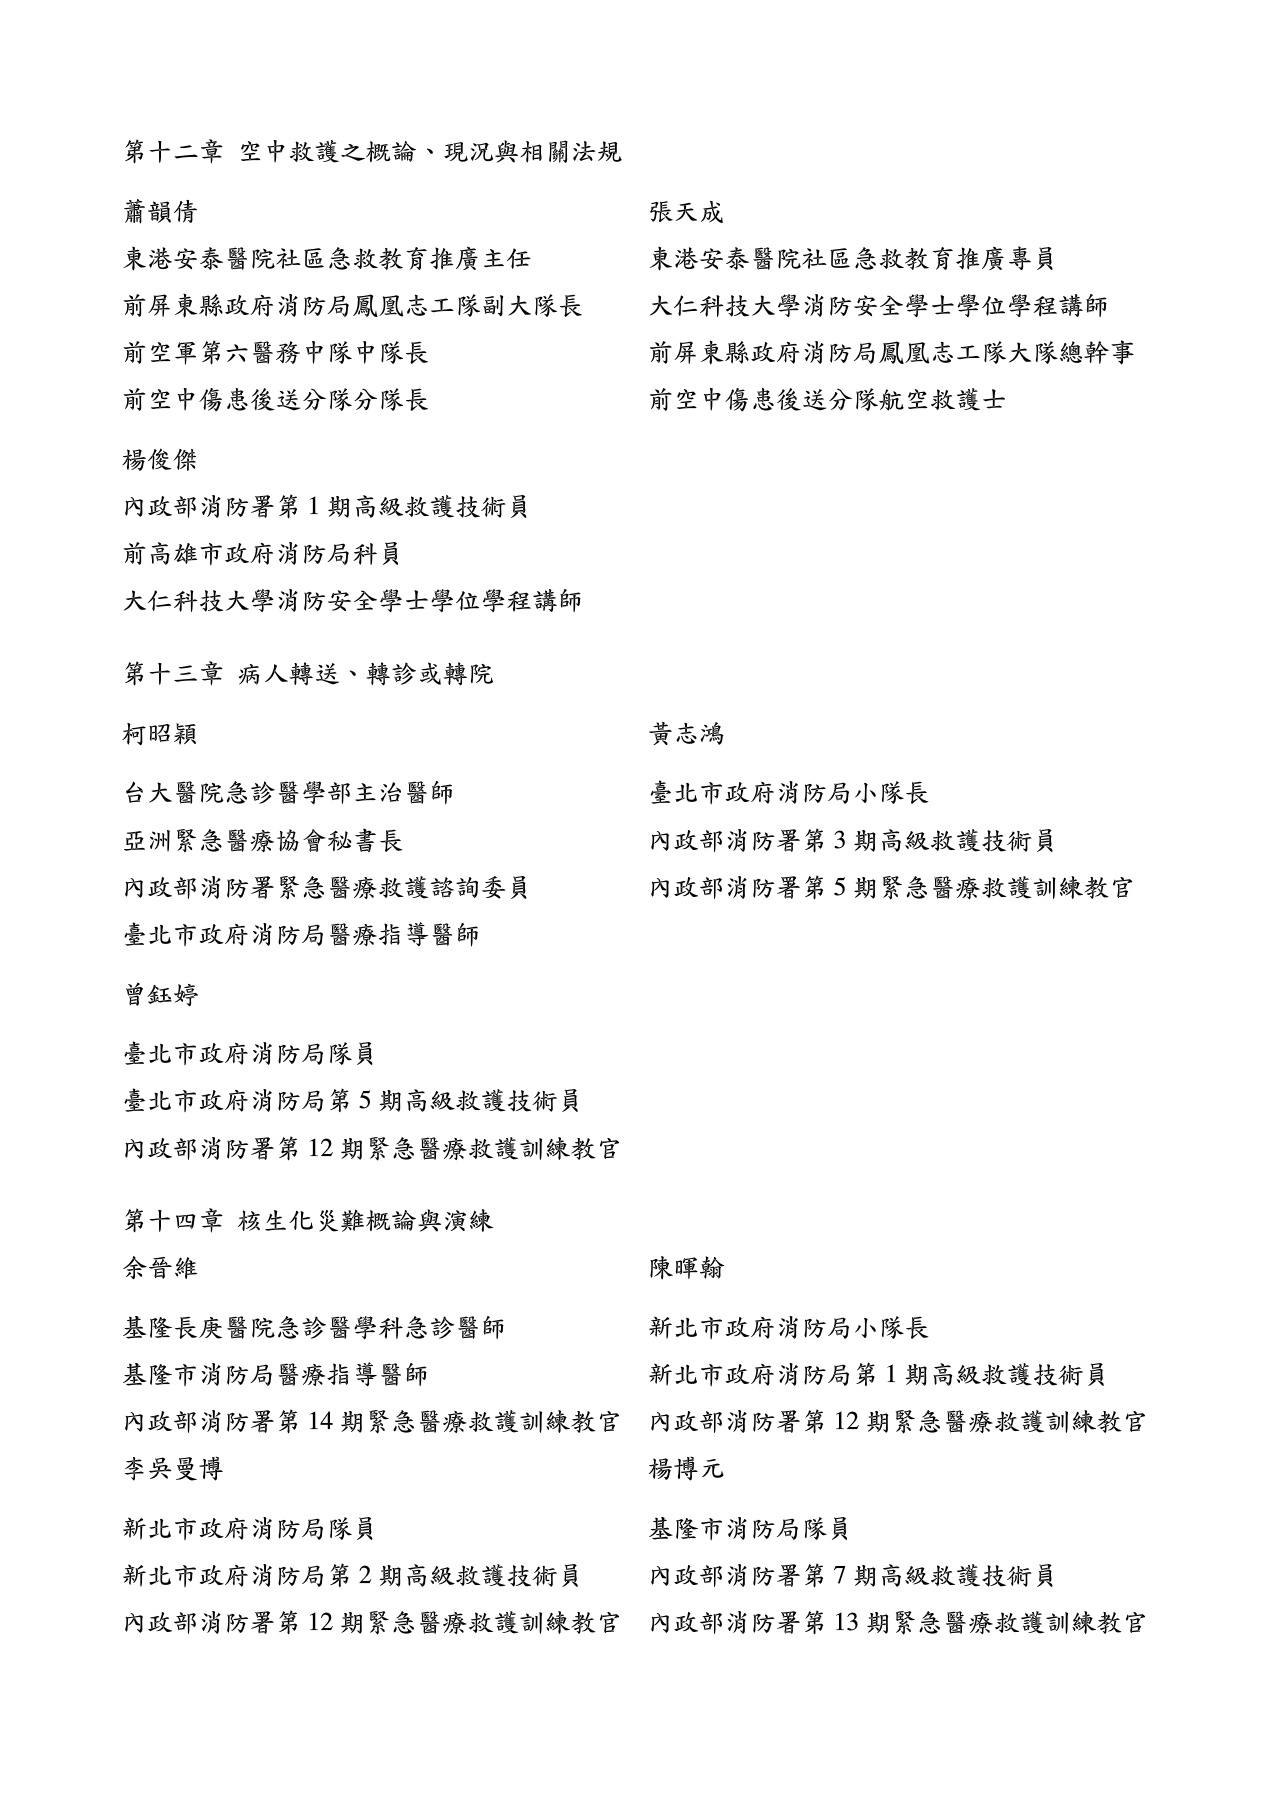 第十二章 空中救護之概論、現況與相關法規
蕭韻倩
東港安泰醫院社區急救教育推廣主任
前屏東縣政府消防局鳳凰志工隊副大隊長
前空軍第六醫務中隊中隊長
前空中傷患後送分隊分隊長
張天成
東港安泰醫院社區急救教育推廣專員
大仁科技大學消防安全學士學位學程講師
前屏東縣政府消防局鳳凰志工隊大隊總幹事
前空中傷患後送分隊航空救護士
楊俊傑
內政部消防署第 1 期高級救護技術員
前高雄市政府消防局科員
大仁科技大學消防安全學士學位學程講師
第十三章 病人轉送、轉診或轉院
柯昭穎
台大醫院急診醫學部主治醫師
亞洲緊急醫療協會秘書長
內政部消防署緊急醫療救護諮詢委員
臺北市政府消防局醫療指導醫師
黃志鴻
臺北市政府消防局小隊長
內政部消防署第 3 期高級救護技術員
內政部消防署第 5 期緊急醫療救護訓練教官
曾鈺婷
臺北市政府消防局隊員
臺北市政府消防局第 5 期高級救護技術員
內政部消防署第 12 期緊急醫療救護訓練教官
第十四章 核生化災難概論與演練
余晉維
基隆長庚醫院急診醫學科急診醫師
基隆市消防局醫療指導醫師
內政部消防署第 14 期緊急醫療救護訓練教官
陳暉翰
新北市政府消防局小隊長
新北市政府消防局第 1 期高級救護技術員
內政部消防署第 12 期緊急醫療救護訓練教官
李吳曼博
新北市政府消防局隊員
新北市政府消防局第 2 期高級救護技術員
內政部消防署第 12 期緊急醫療救護訓練教官
楊博元
基隆市消防局隊員
內政部消防署第 7 期高級救護技術員
內政部消防署第 13 期緊急醫療救護訓練教官